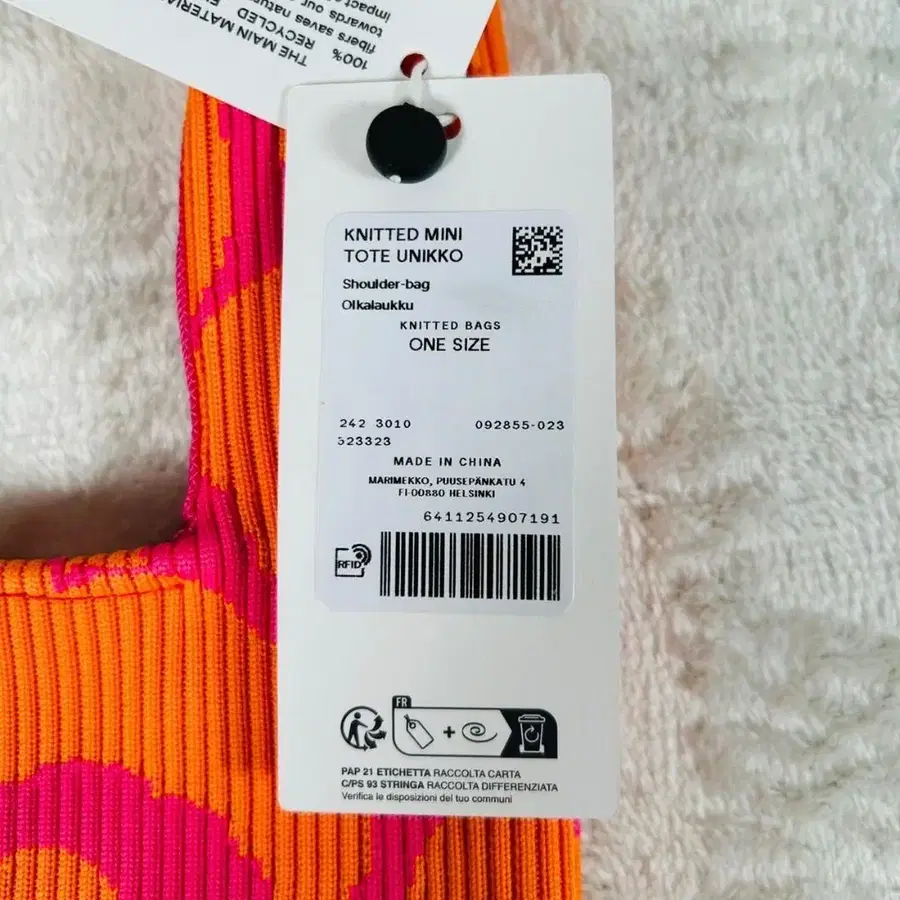 THE MAIN MATERIA
100% RECYCLED
fibers saves natur
towards our
impact
KNITTED MINI
TOTE UNIKKO
Shoulder-bag
Olkalaukku
KNITTED BAGS
ONE SIZE
242 3010 092855-023
523323
MADE IN CHINA
MARIMEKKO, PUUSEPÄNKATU 4
FI-00880 HELSINKI
6411254907191
RFID
FR
PAP 21 ETICHETTA RACCOLTA CARTA
C/PS 93 STRINGA RACCOLTA DIFFERENZIATA
Verifica le disposizioni del tuo communi